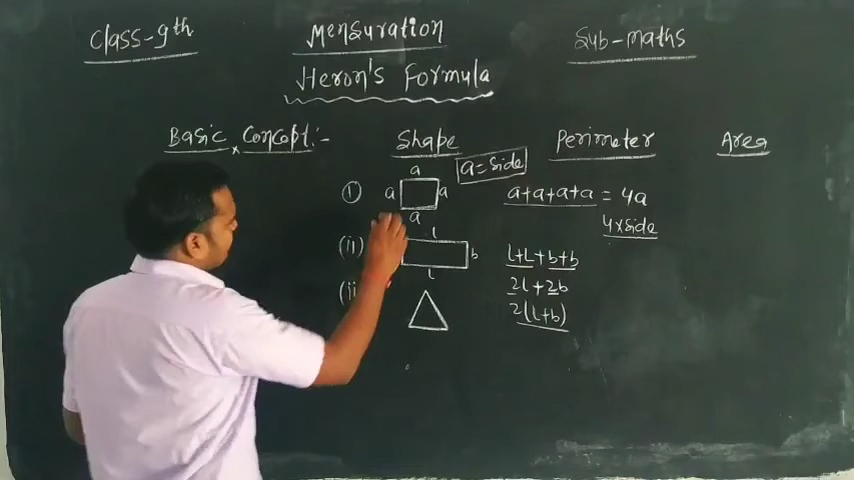 Class-9th Mensuration Sub-maths
Heron's Formula
Basic Concept:- Shape Perimeter Area
a a=side
(i) a a a+a+a+a = 4a
a 4×side
l
(ii) b l+l+b+b
l
2l+2b
(ii
2(l+b)